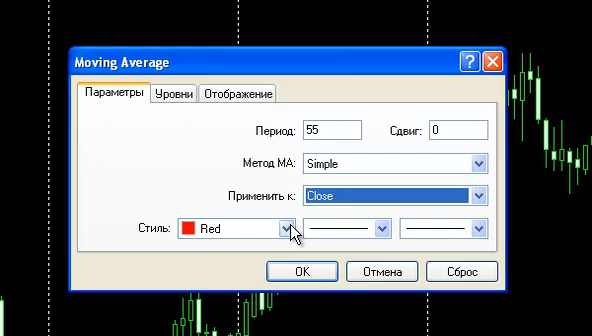 Moving Average
Параметры Уровни Отображение
Период: 55 Сдвиг: 0
Метод МА: Simple
Применить к: Close
Стиль: Red
OK Отмена Сброс